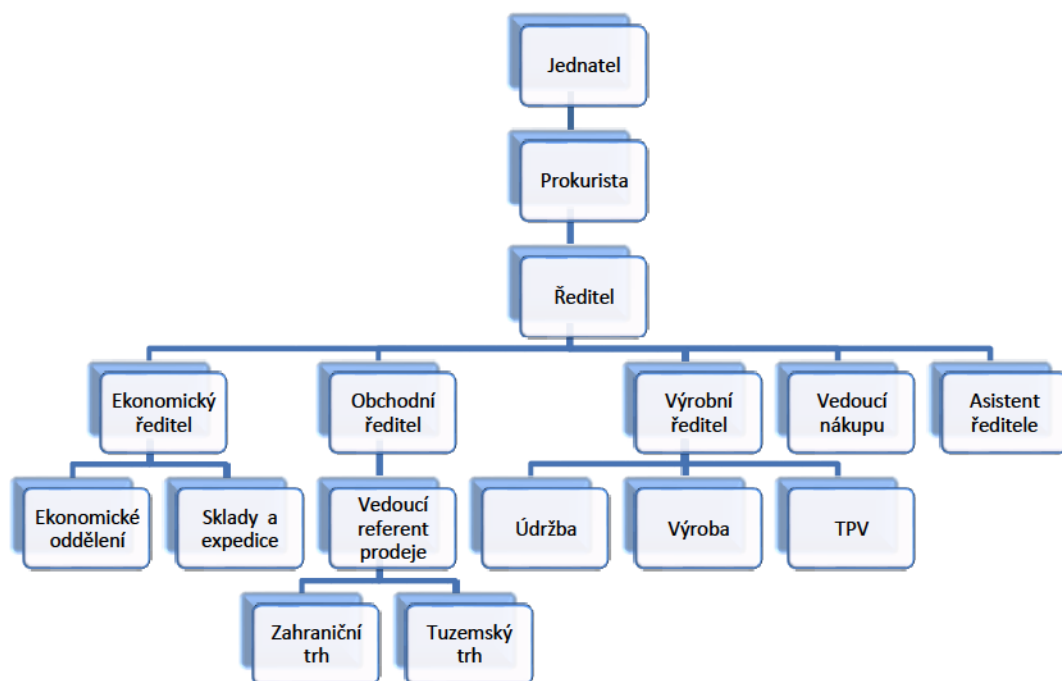 Jednatel
Prokurista
Ředitel
Ekonomický
ředitel
Obchodní
ředitel
Výrobní
ředitel
Vedoucí
nákupu
Asistent
ředitele
Ekonomické
oddělení
Sklady a
expedice
Vedoucí
referent
prodeje
Údržba
Výroba
TPV
Zahraniční
trh
Tuzemský
trh